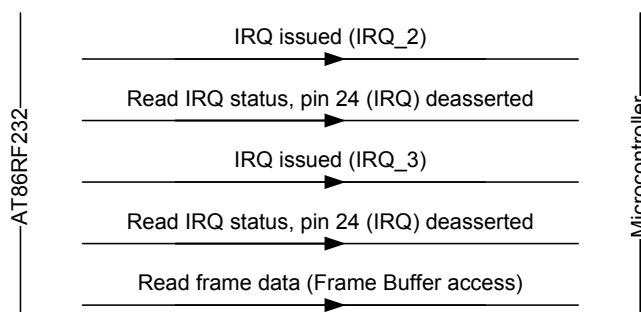 IRQ issued (IRQ_2)
Read IRQ status, pin 24 (IRQ) deasserted
IRQ issued (IRQ_3)
Read IRQ status, pin 24 (IRQ) deasserted
Read frame data (Frame Buffer access)
AT86RF232
Microcontroller